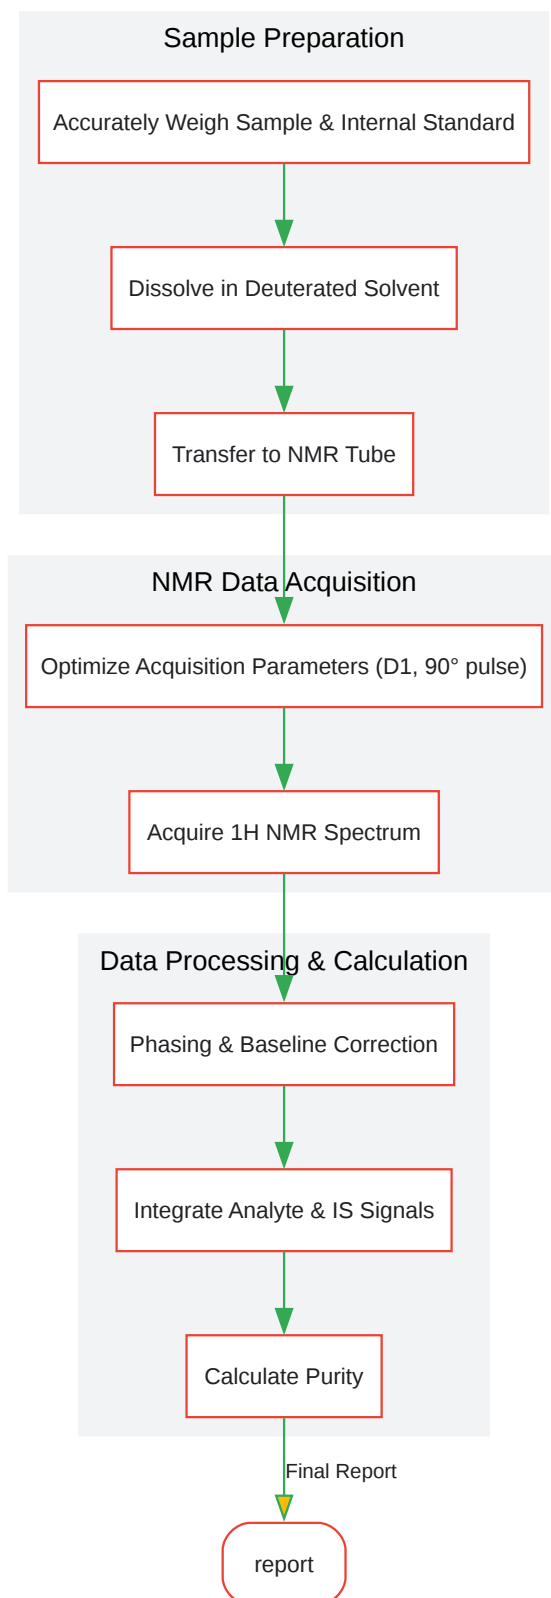 Sample Preparation
Accurately Weigh Sample & Internal Standard
Dissolve in Deuterated Solvent
Transfer to NMR Tube
NMR Data Acquisition
Optimize Acquisition Parameters (D1, 90° pulse)
Acquire 1H NMR Spectrum
Data Processing & Calculation
Phasing & Baseline Correction
Integrate Analyte & IS Signals
Calculate Purity
Final Report
report